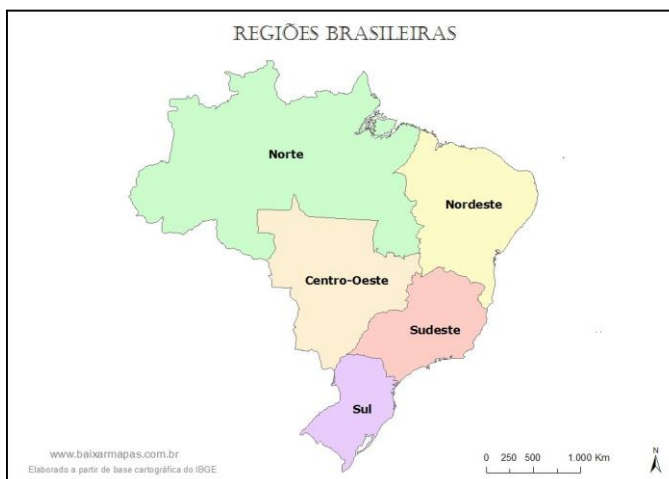 REGIÕES BRASILEIRAS
Norte
Nordeste
Centro-Oeste
Sudeste
Sul
www.baixarmapas.com.br
Elaborado a partir de base cartográfica do IBGE
0 250 500 1.000 Km
N